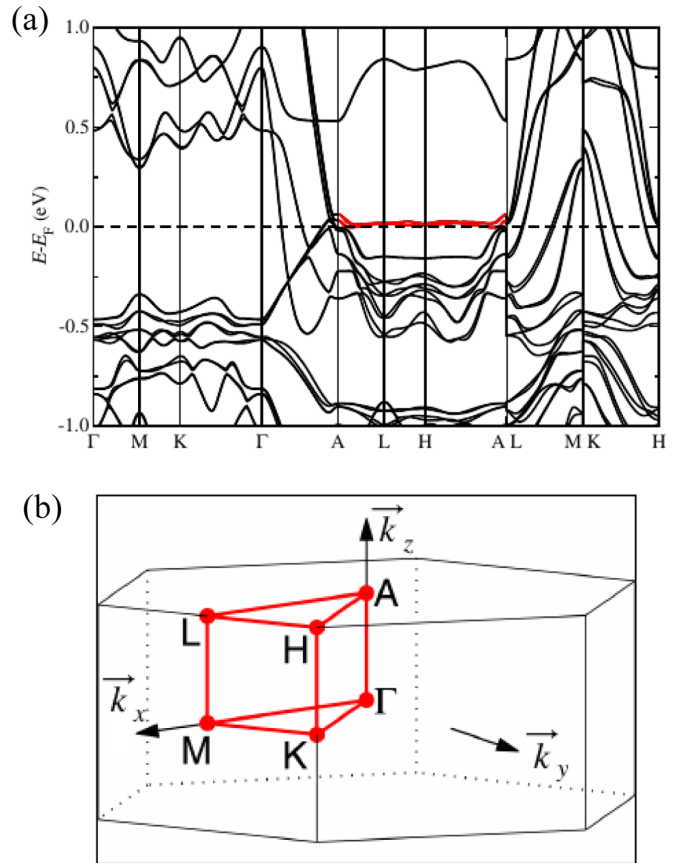 (a)
1.0
0.5
0.0
-0.5
-1.0
E-E_F (eV)
Γ M K Γ A L H A L M K H
(b)
k_z
A
L
H
k_x
Γ
M
K
k_y